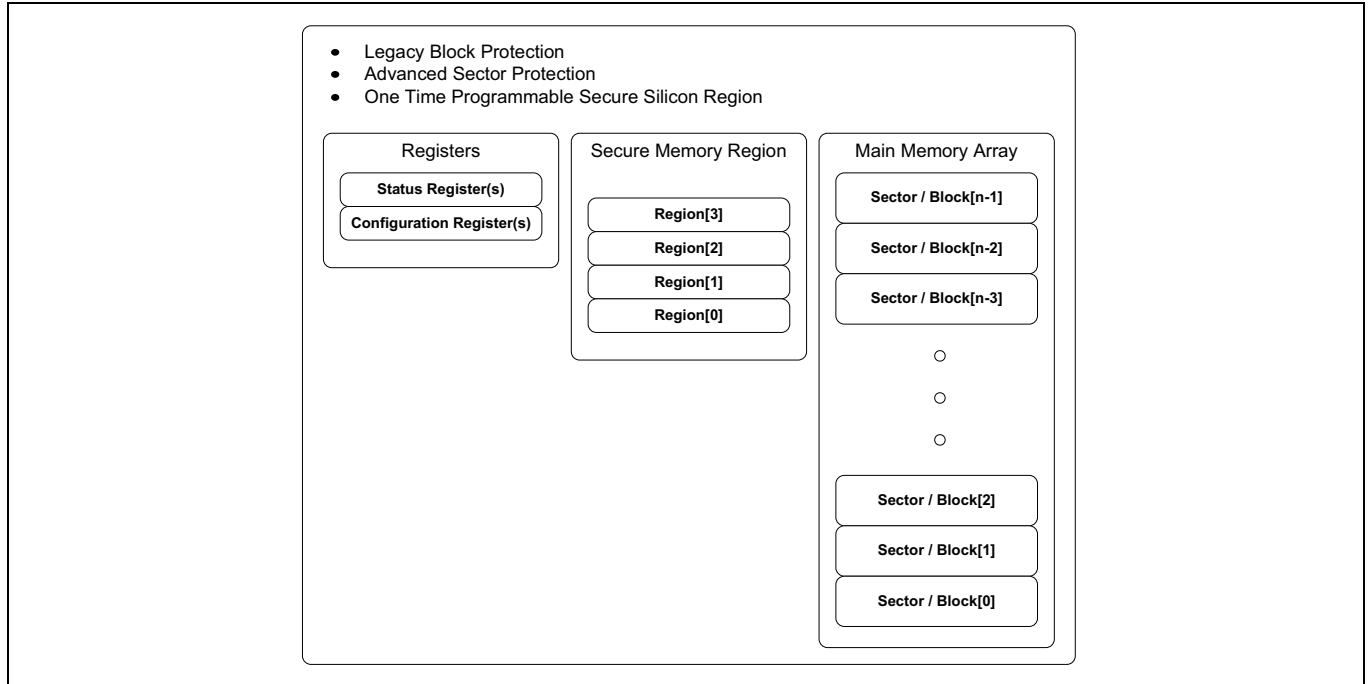 • Legacy Block Protection
• Advanced Sector Protection
• One Time Programmable Secure Silicon Region
Registers
Status Register(s)
Configuration Register(s)
Secure Memory Region
Region[3]
Region[2]
Region[1]
Region[0]
Main Memory Array
Sector / Block[n-1]
Sector / Block[n-2]
Sector / Block[n-3]
Sector / Block[2]
Sector / Block[1]
Sector / Block[0]